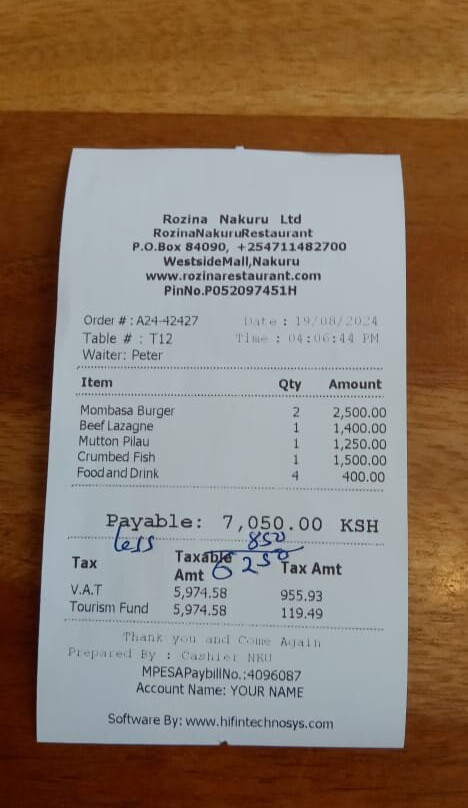 Rozina Nakuru Ltd
RozinaNakuruRestaurant
P.O.Box 84090, +254711482700
WestsideMall,Nakuru
www.rozinarestaurant.com
PinNo.P052097451H
Order # : A24-42427 Date : 19/08/2024
Table # : T12 Time : 04:06:44 PM
Waiter: Peter
Item Qty Amount
Mombasa Burger 2 2,500.00
Beef Lazagne 1 1,400.00
Mutton Pilau 1 1,250.00
Crumbed Fish 1 1,500.00
Food and Drink 4 400.00
Payable: 7,050.00 KSH
less 850
6250
Tax Taxable Amt Tax Amt
V.A.T 5,974.58 955.93
Tourism Fund 5,974.58 119.49
Thank you and Come Again
Prepared By : Cashier NKU
MPESAPaybillNo.:4096087
Account Name: YOUR NAME
Software By: www.hifintechnosys.com